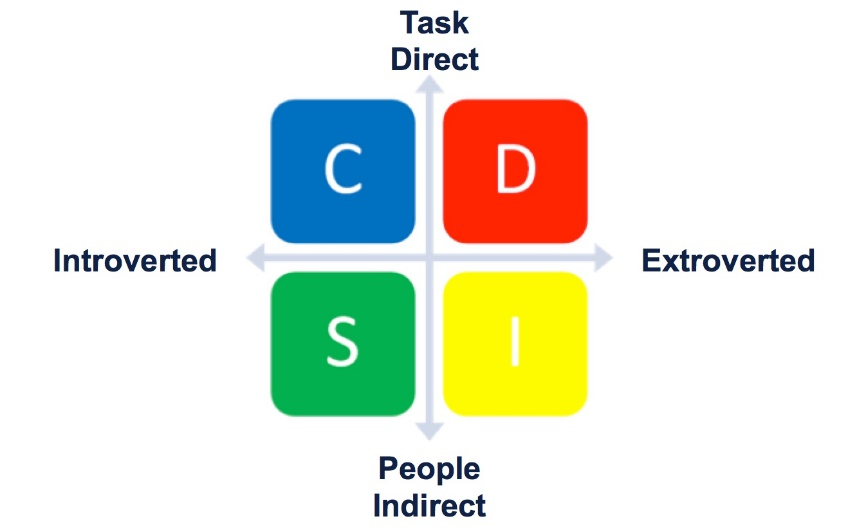 Task
Direct
C
D
Introverted
Extroverted
S
I
People
Indirect